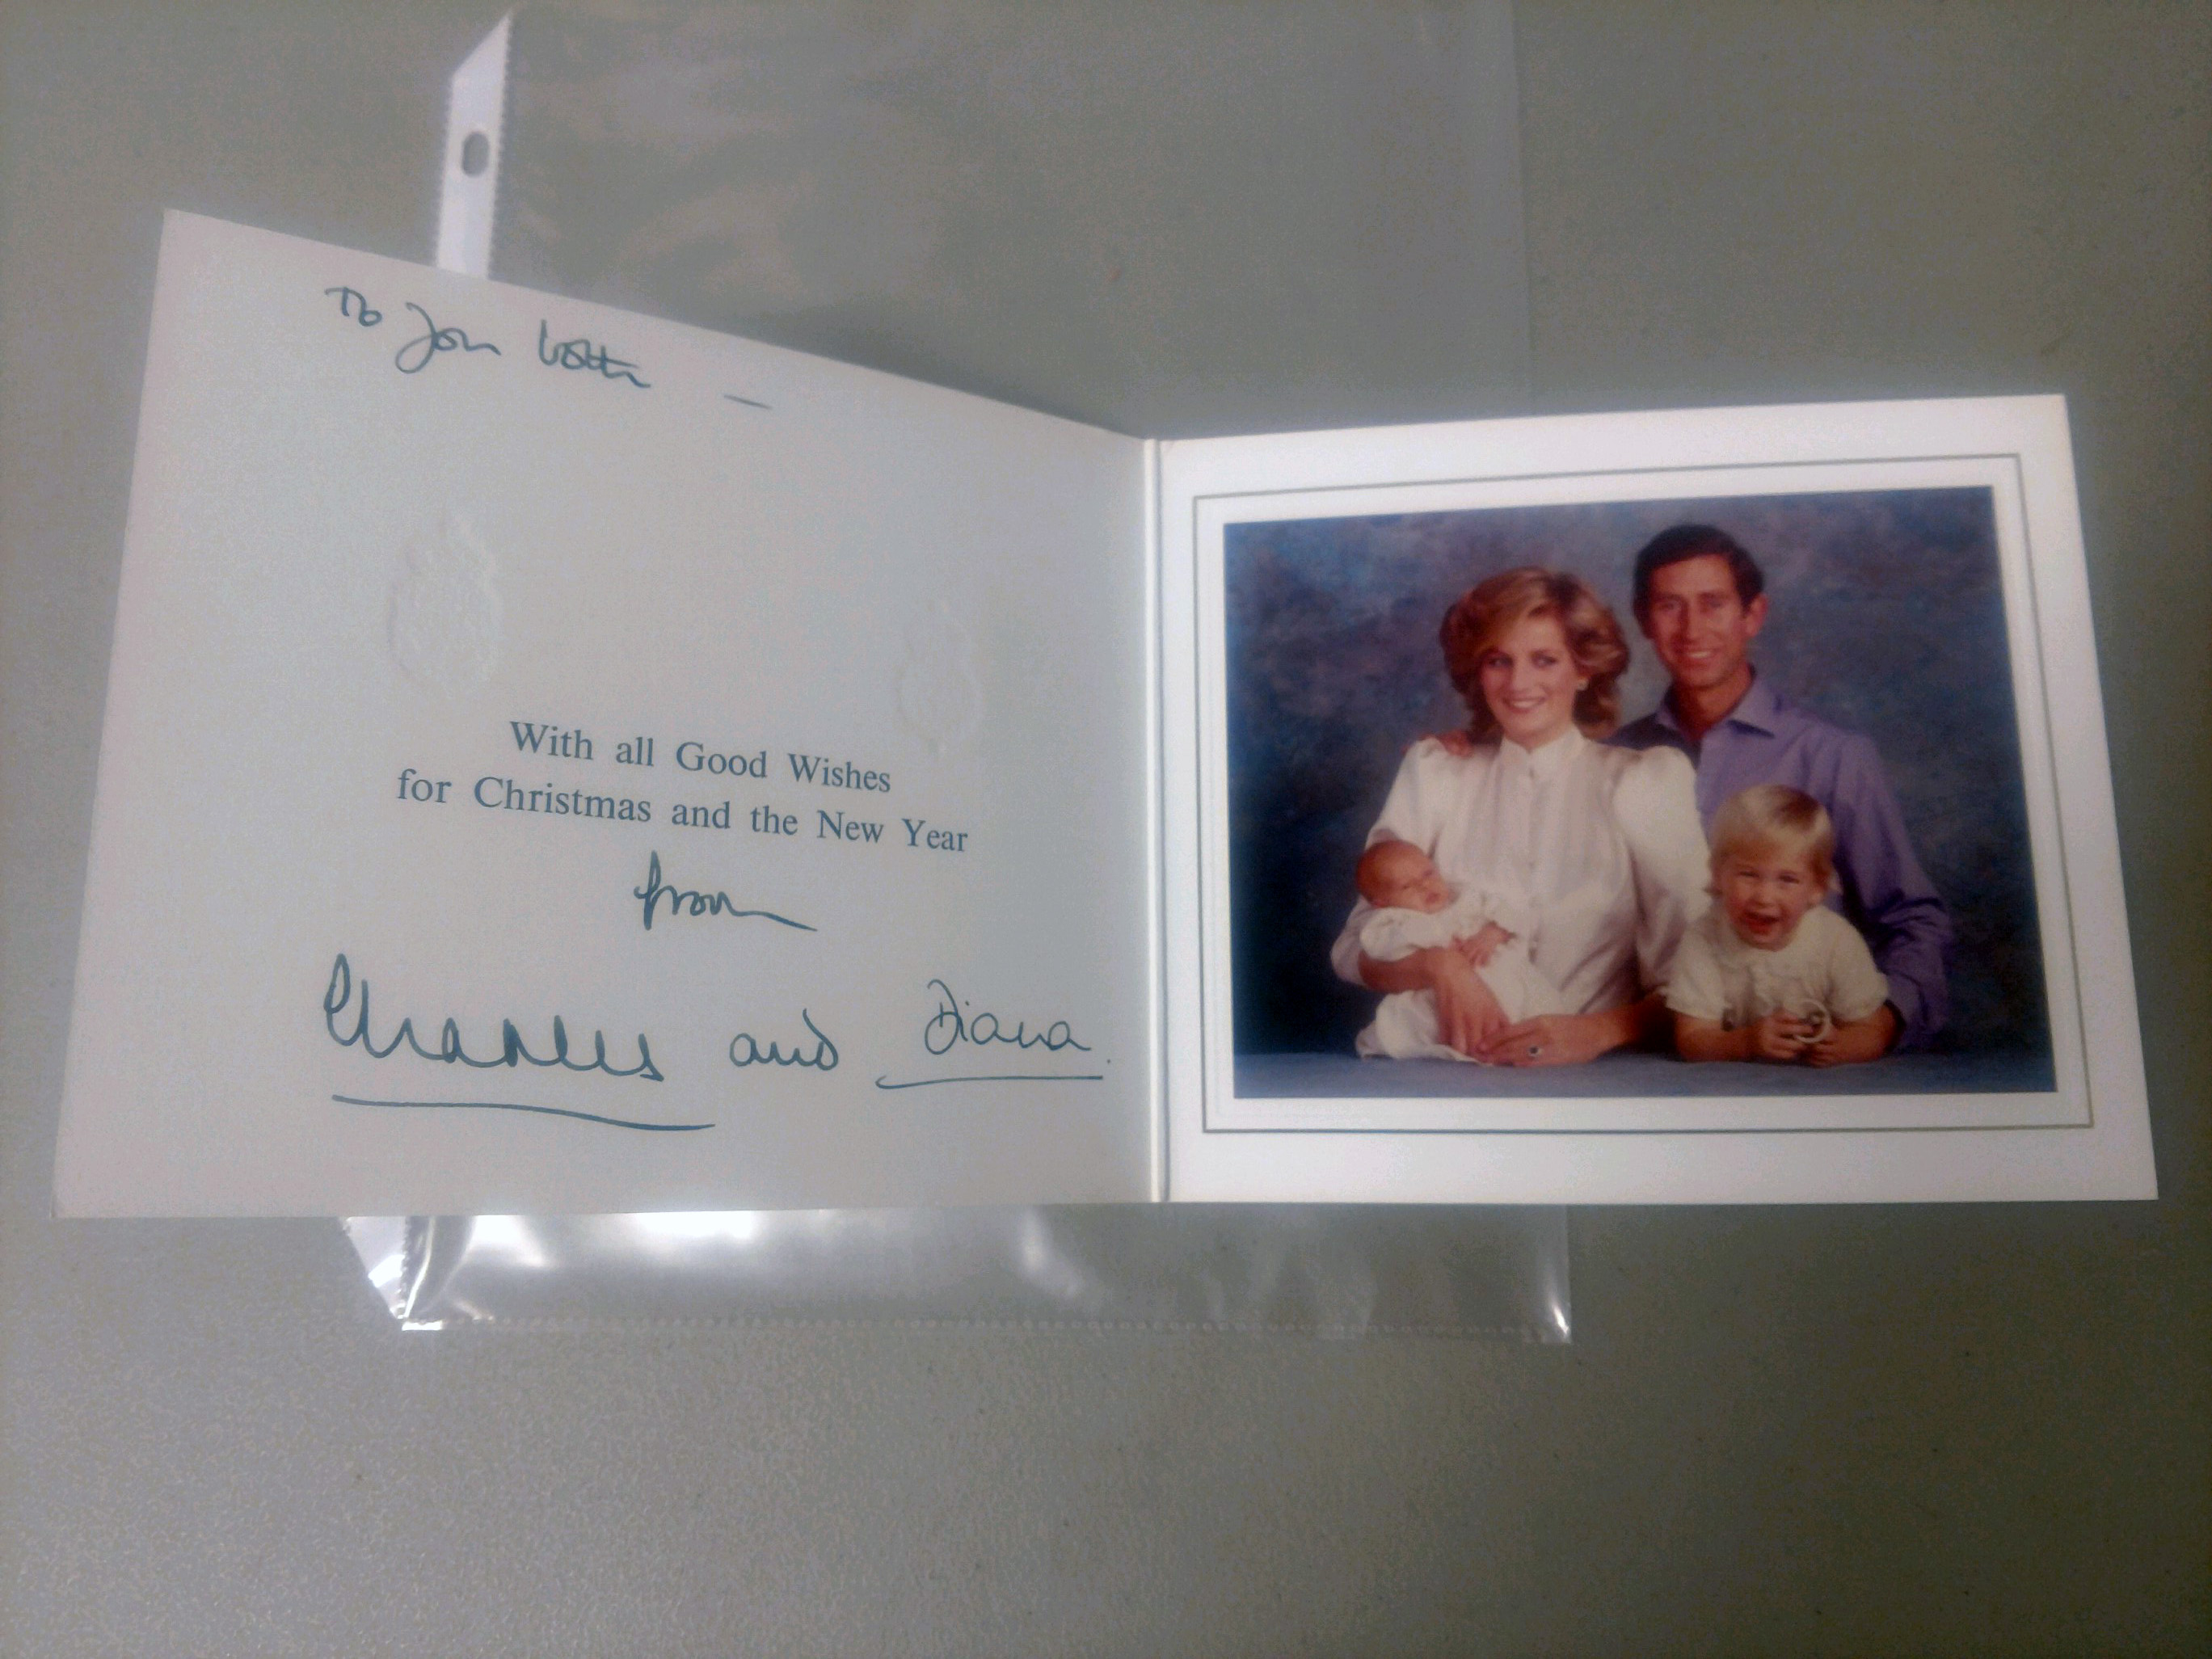 To Jon
With all Good Wishes
for Christmas and the New Year
from
Charles and Diana.